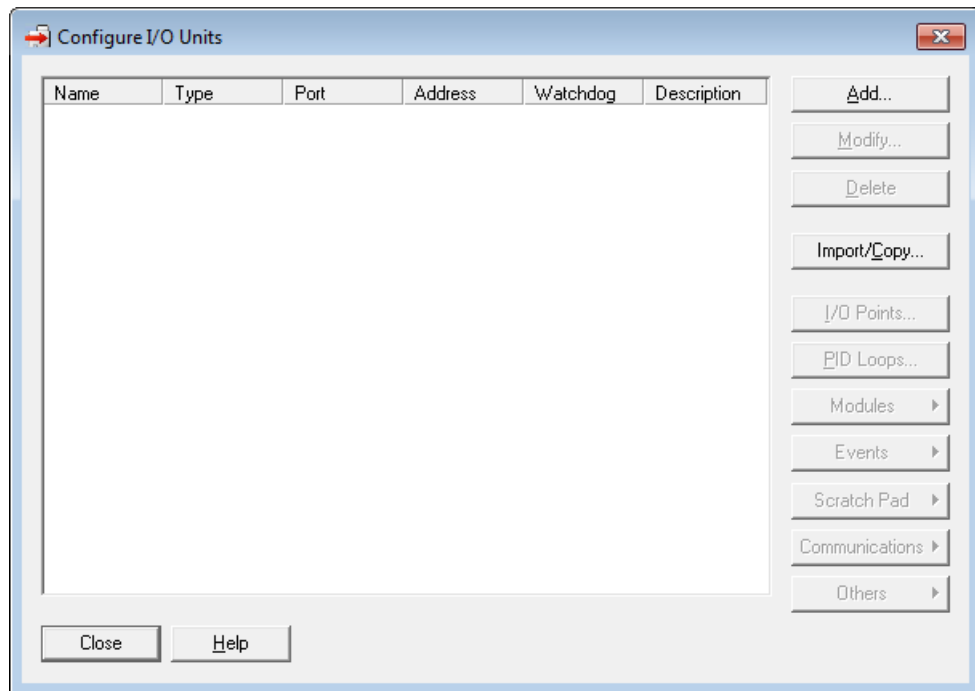 Configure I/O Units
Name Type Port Address Watchdog Description
Add...
Modify...
Delete
Import/Copy...
I/O Points...
PID Loops...
Modules
Events
Scratch Pad
Communications
Others
Close Help